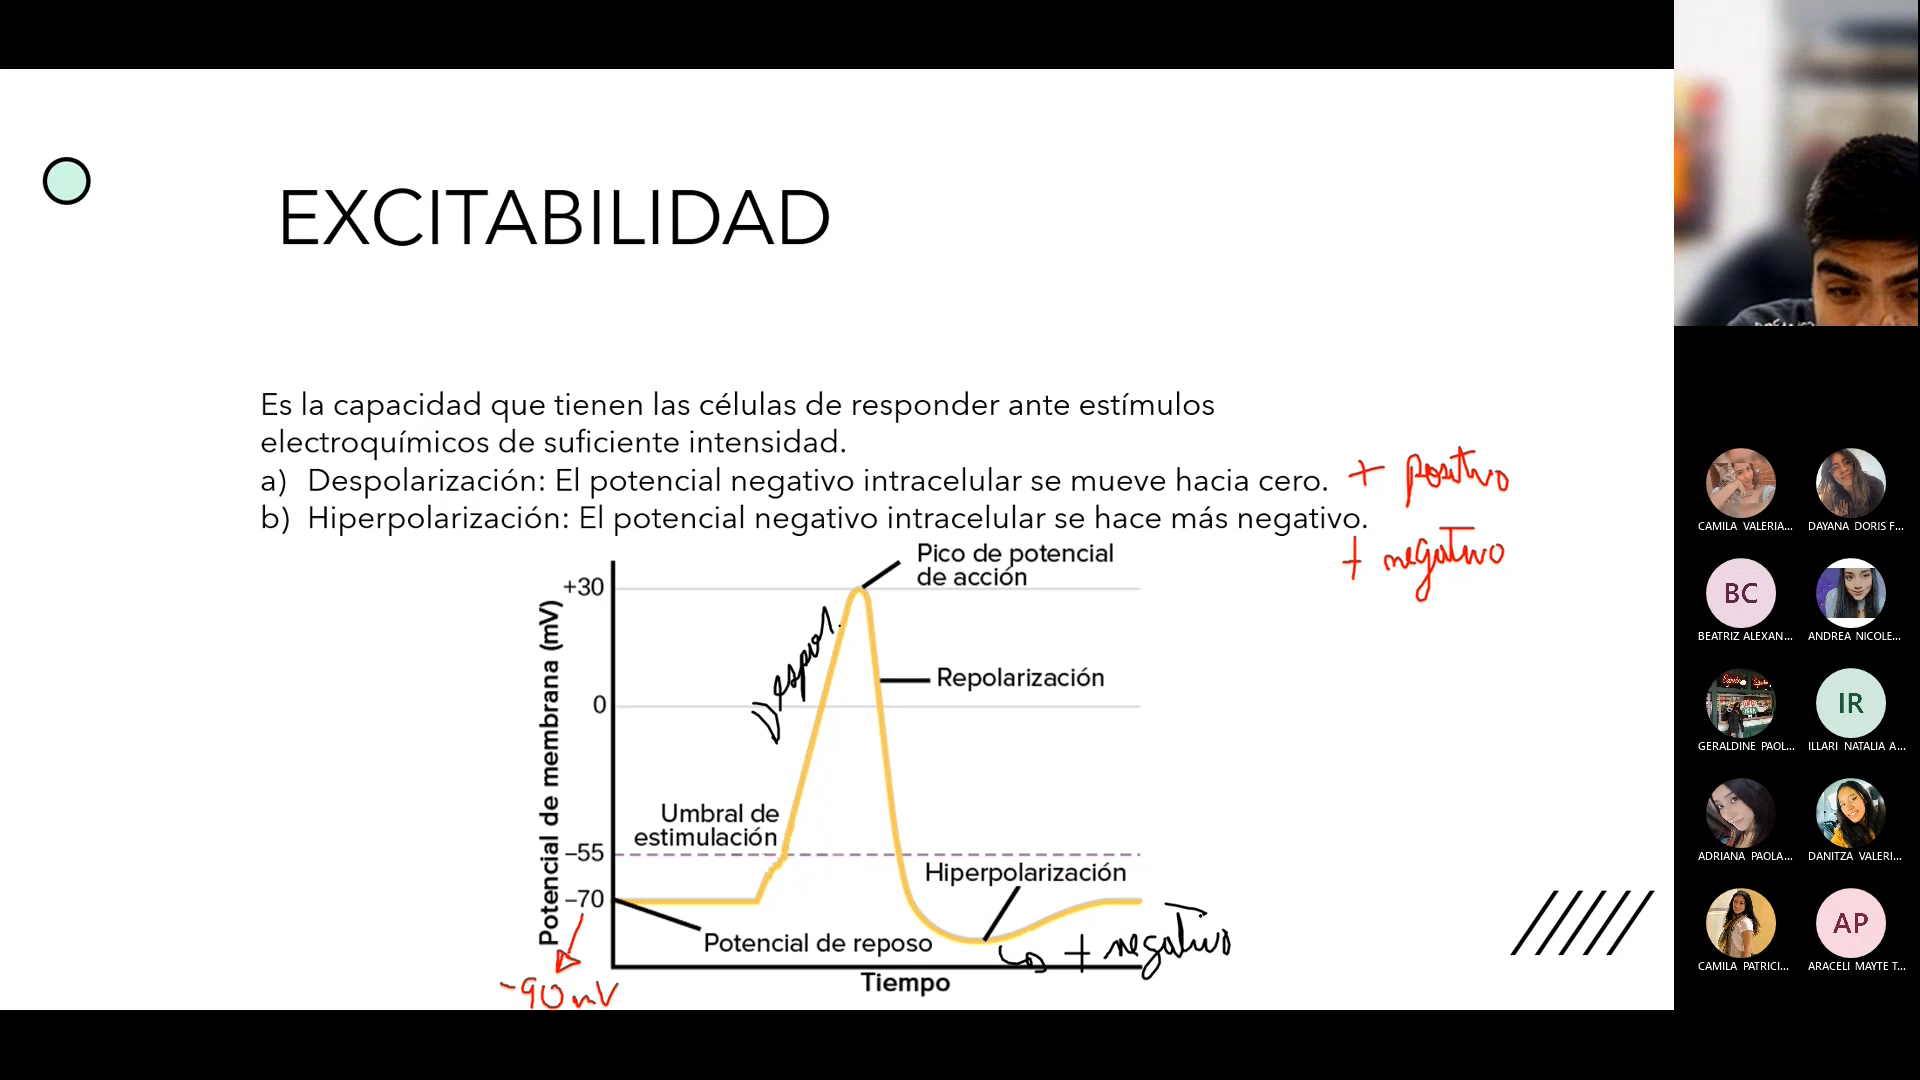 EXCITABILIDAD
Es la capacidad que tienen las células de responder ante estímulos
electroquímicos de suficiente intensidad.
a) Despolarización: El potencial negativo intracelular se mueve hacia cero. + positivo
b) Hiperpolarización: El potencial negativo intracelular se hace más negativo.
+ negativo
Pico de potencial
de acción
+30
Despol.
Potencial de membrana (mV)
Repolarización
0
Umbral de
estimulación
-55
Hiperpolarización
-70
Potencial de reposo
+ negativo
Tiempo
-90 mV
CAMILA VALERIA...
DAYANA DORIS F...
BC
BEATRIZ ALEXAN...
ANDREA NICOLE...
GERALDINE PAOL...
IR
ILLARI NATALIA A...
ADRIANA PAOLA...
DANITZA VALERI...
CAMILA PATRICI...
AP
ARACELI MAYTE T...